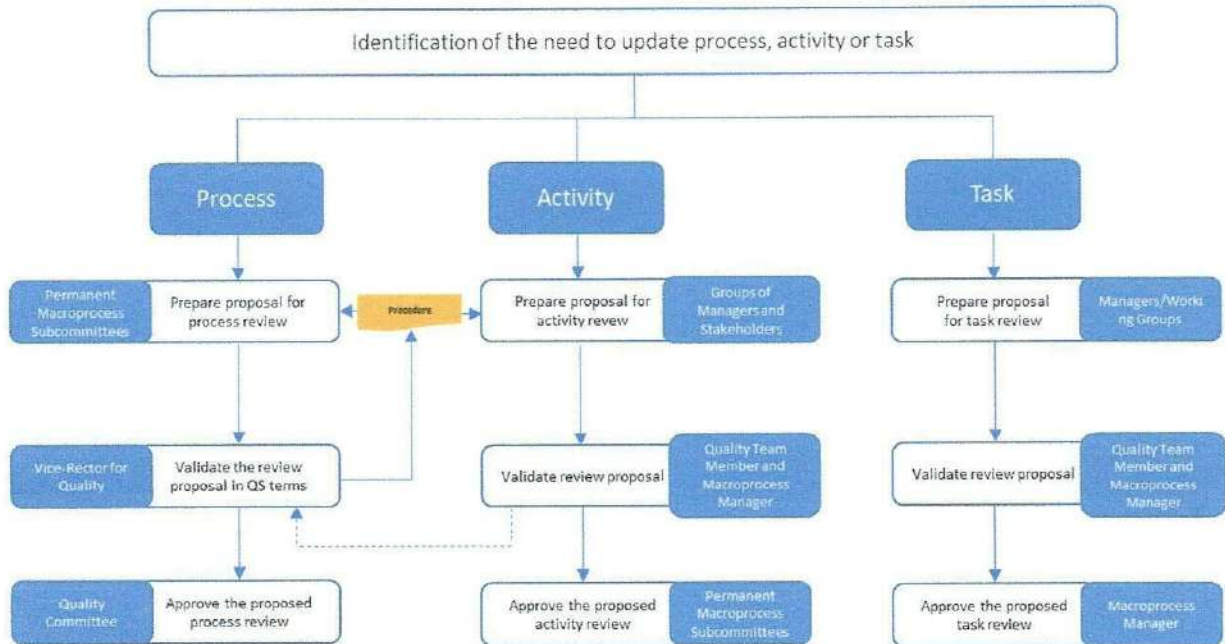 Identification of the need to update process, activity or task
Process
Activity
Task
Permanent
Macroprocess
Subcommittees
Prepare proposal for
process review
Procedure
Prepare proposal for
activity revew
Groups of
Managers and
Stakeholders
Prepare proposal
for task review
Managers/Worki
ng Groups
Vice-Rector for
Quality
Validate the review
proposal in QS terms
Validate review proposal
Quality Team
Member and
Macroprocess
Manager
Validate review proposal
Quality Team
Member and
Macroprocess
Manager
Quality
Committee
Approve the proposed
process review
Approve the proposed
activity review
Permanent
Macroprocess
Subcommittees
Approve the proposed
task review
Macroprocess
Manager